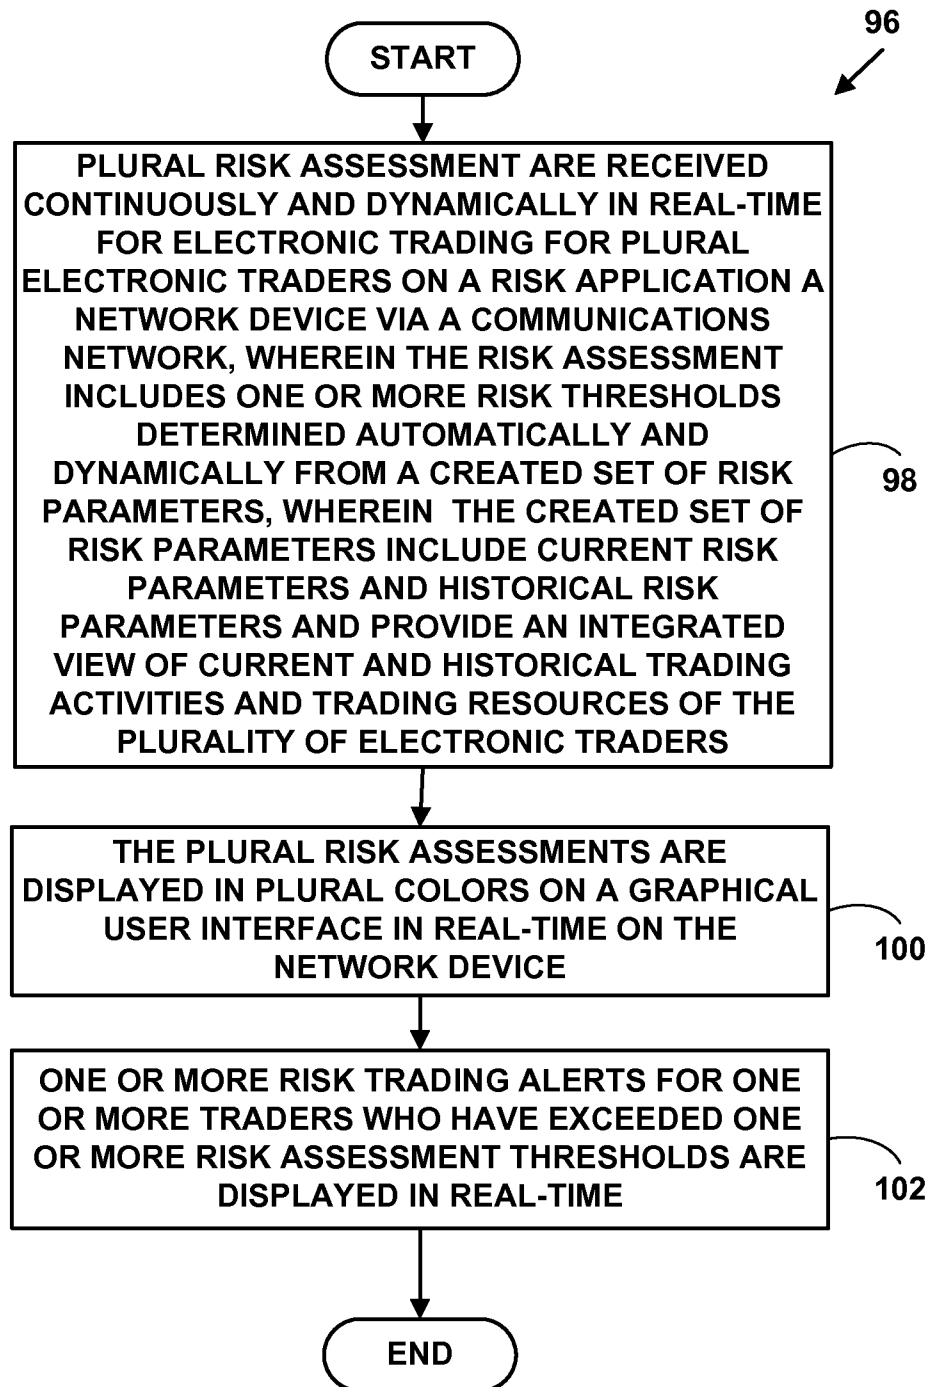 96
START
PLURAL RISK ASSESSMENT ARE RECEIVED
CONTINUOUSLY AND DYNAMICALLY IN REAL-TIME
FOR ELECTRONIC TRADING FOR PLURAL
ELECTRONIC TRADERS ON A RISK APPLICATION A
NETWORK DEVICE VIA A COMMUNICATIONS
NETWORK, WHEREIN THE RISK ASSESSMENT
INCLUDES ONE OR MORE RISK THRESHOLDS
DETERMINED AUTOMATICALLY AND
DYNAMICALLY FROM A CREATED SET OF RISK
PARAMETERS, WHEREIN THE CREATED SET OF
RISK PARAMETERS INCLUDE CURRENT RISK
PARAMETERS AND HISTORICAL RISK
PARAMETERS AND PROVIDE AN INTEGRATED
VIEW OF CURRENT AND HISTORICAL TRADING
ACTIVITIES AND TRADING RESOURCES OF THE
PLURALITY OF ELECTRONIC TRADERS
98
THE PLURAL RISK ASSESSMENTS ARE
DISPLAYED IN PLURAL COLORS ON A GRAPHICAL
USER INTERFACE IN REAL-TIME ON THE
NETWORK DEVICE
100
ONE OR MORE RISK TRADING ALERTS FOR ONE
OR MORE TRADERS WHO HAVE EXCEEDED ONE
OR MORE RISK ASSESSMENT THRESHOLDS ARE
DISPLAYED IN REAL-TIME
102
END